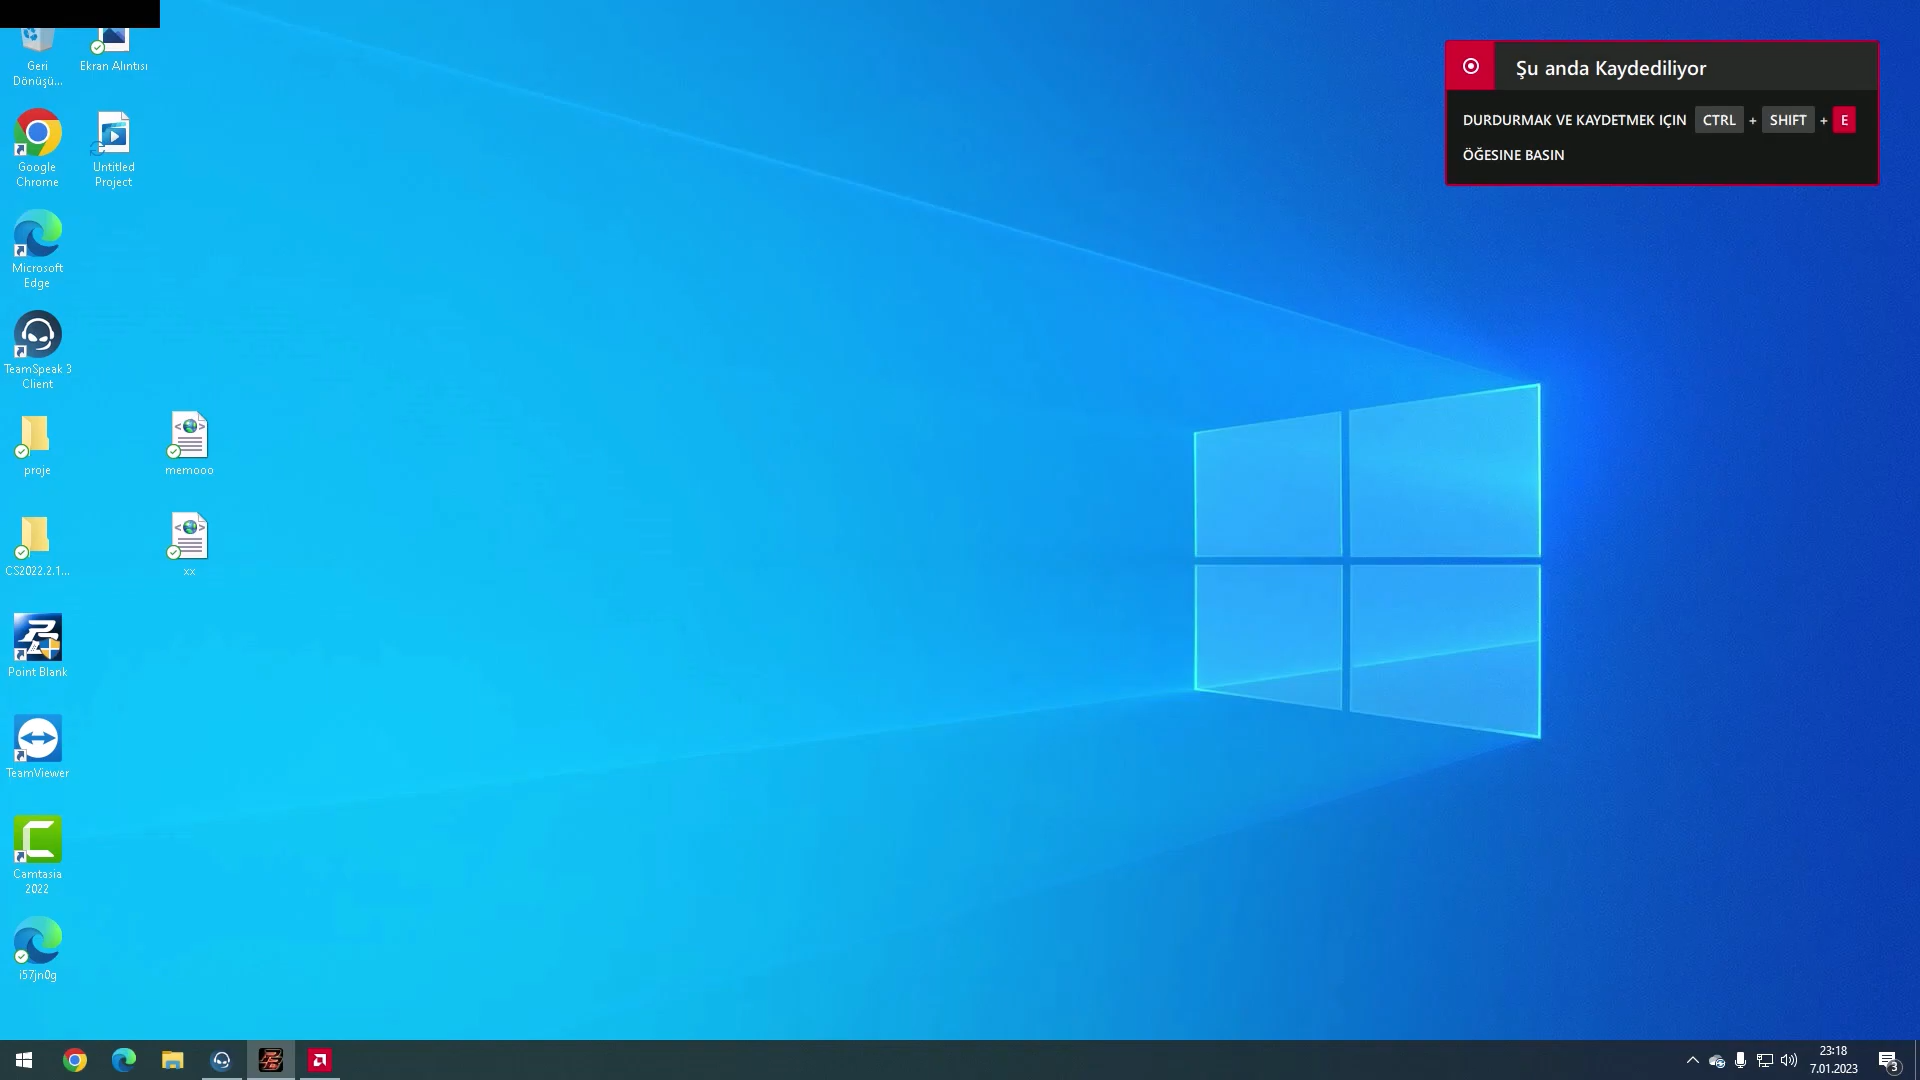 Geri
Dönüşü...
Ekran Alıntısı
Google
Chrome
Untitled
Project
Microsoft
Edge
TeamSpeak 3
Client
proje
memooo
CS2022.2.1...
xx
Point Blank
TeamViewer
Camtasia
2022
i57jn0g
Şu anda Kaydediliyor
DURDURMAK VE KAYDETMEK IÇIN CTRL + SHIFT + E
ÖĞESINE BASIN
23:18
7.01.2023
3